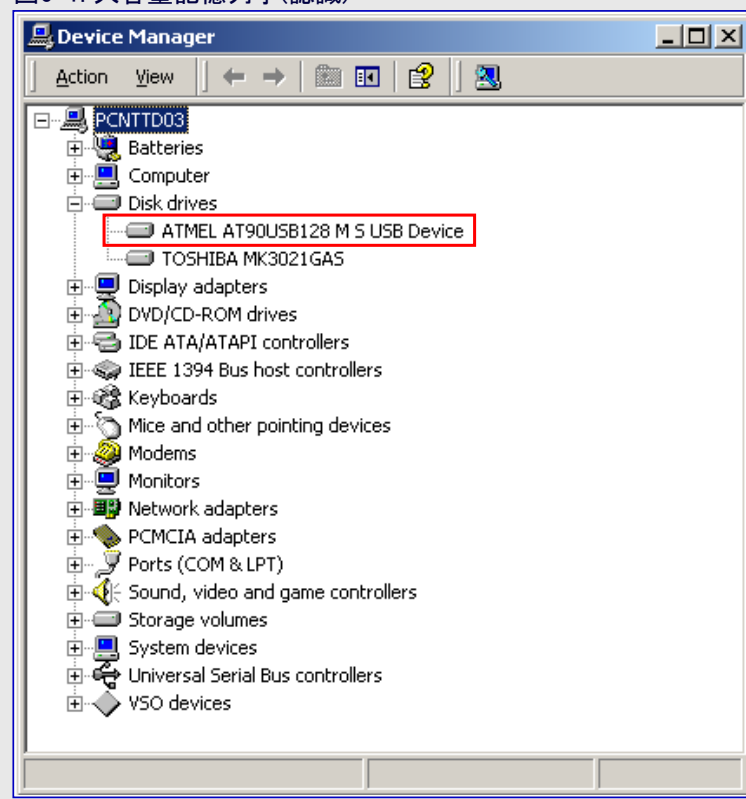 Device Manager
Action View
PCNTTD03
Batteries
Computer
Disk drives
ATMEL AT90USB128 M S USB Device
TOSHIBA MK3021GAS
Display adapters
DVD/CD-ROM drives
IDE ATA/ATAPI controllers
IEEE 1394 Bus host controllers
Keyboards
Mice and other pointing devices
Modems
Monitors
Network adapters
PCMCIA adapters
Ports (COM & LPT)
Sound, video and game controllers
Storage volumes
System devices
Universal Serial Bus controllers
VSO devices